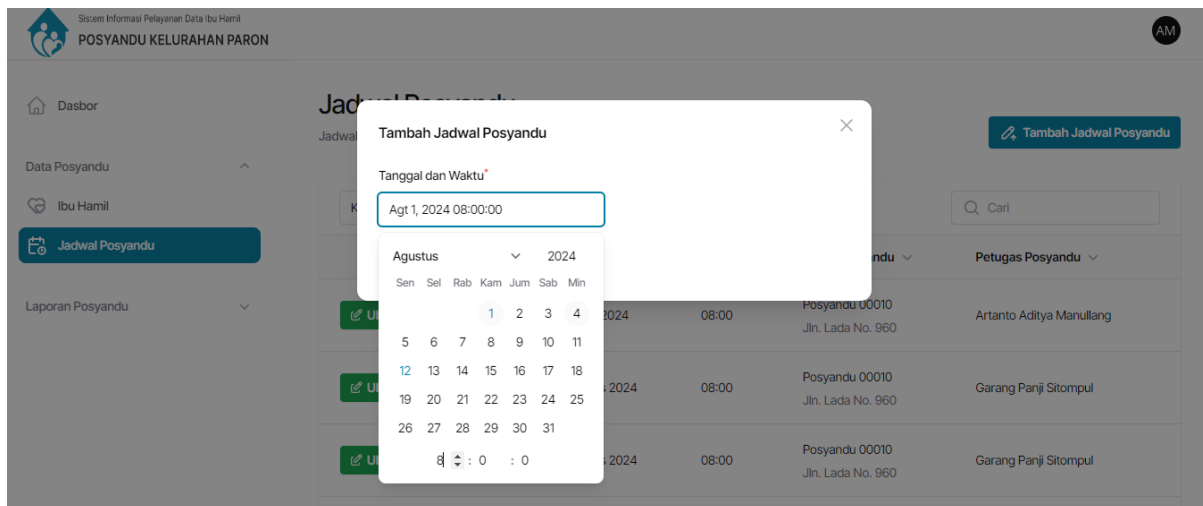 Sistem Informasi Pelayanan Data Ibu Hamil
POSYANDU KELURAHAN PARON
AM
Dasbor
Data Posyandu
Ibu Hamil
Jadwal Posyandu
Laporan Posyandu
Jadwal Posyandu
Jadwal
Tambah Jadwal Posyandu
Tambah Jadwal Posyandu
Tanggal dan Waktu*
Agt 1, 2024 08:00:00
Cari
Agustus 2024
Sen Sel Rab Kam Jum Sab Min
1 2 3 4
5 6 7 8 9 10 11
12 13 14 15 16 17 18
19 20 21 22 23 24 25
26 27 28 29 30 31
8 : 0 : 0
Petugas Posyandu
2024 08:00 Posyandu 00010 Artanto Aditya Manullang
Jln. Lada No. 960
2024 08:00 Posyandu 00010 Garang Panji Sitompul
Jln. Lada No. 960
2024 08:00 Posyandu 00010 Garang Panji Sitompul
Jln. Lada No. 960